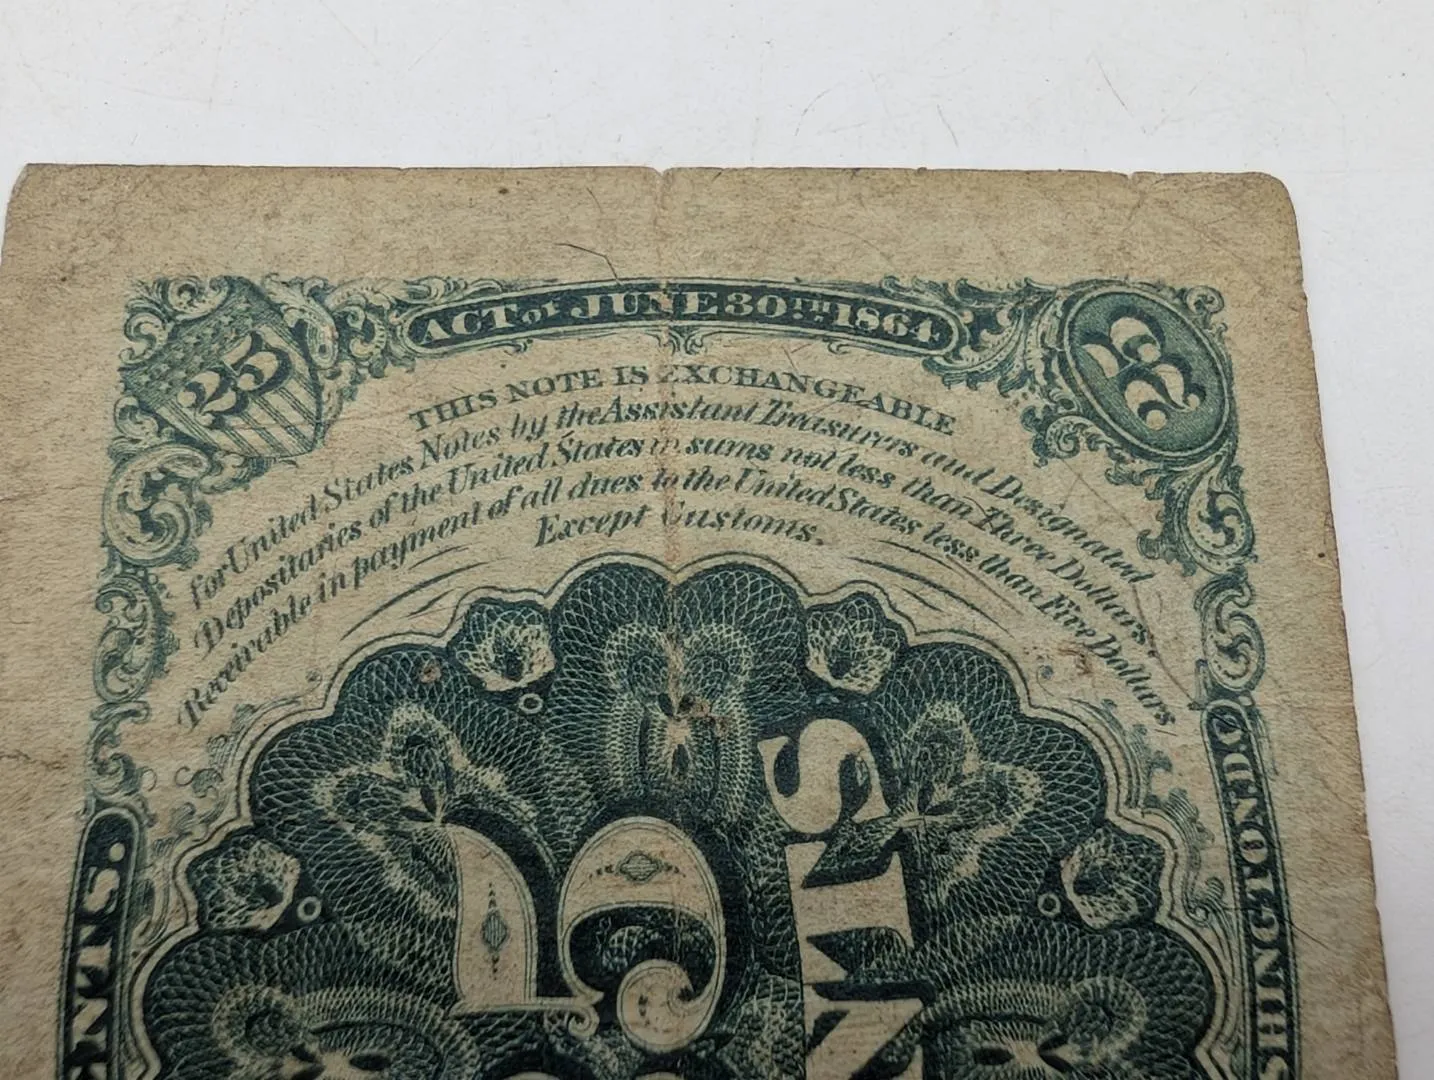 ACT OF JUNE 30TH 1864.
25
25
THIS NOTE IS EXCHANGEABLE
for United States Notes by the Assistant Treasurers and Designated
Depositaries of the United States in sums not less than Three Dollars.
Receivable in payment of all dues to the United States less than Five Dollars
Except Customs.